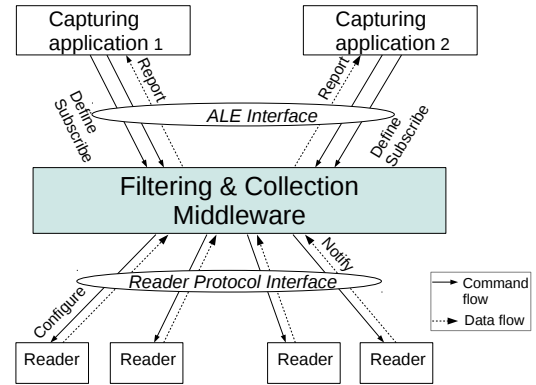 Capturing
application 1
Capturing
application 2
Report
Report
Define
Subscribe
Define
Subscribe
ALE Interface
Filtering & Collection
Middleware
Notify
Reader Protocol Interface
Configure
Command
flow
Data flow
Reader
Reader
Reader
Reader